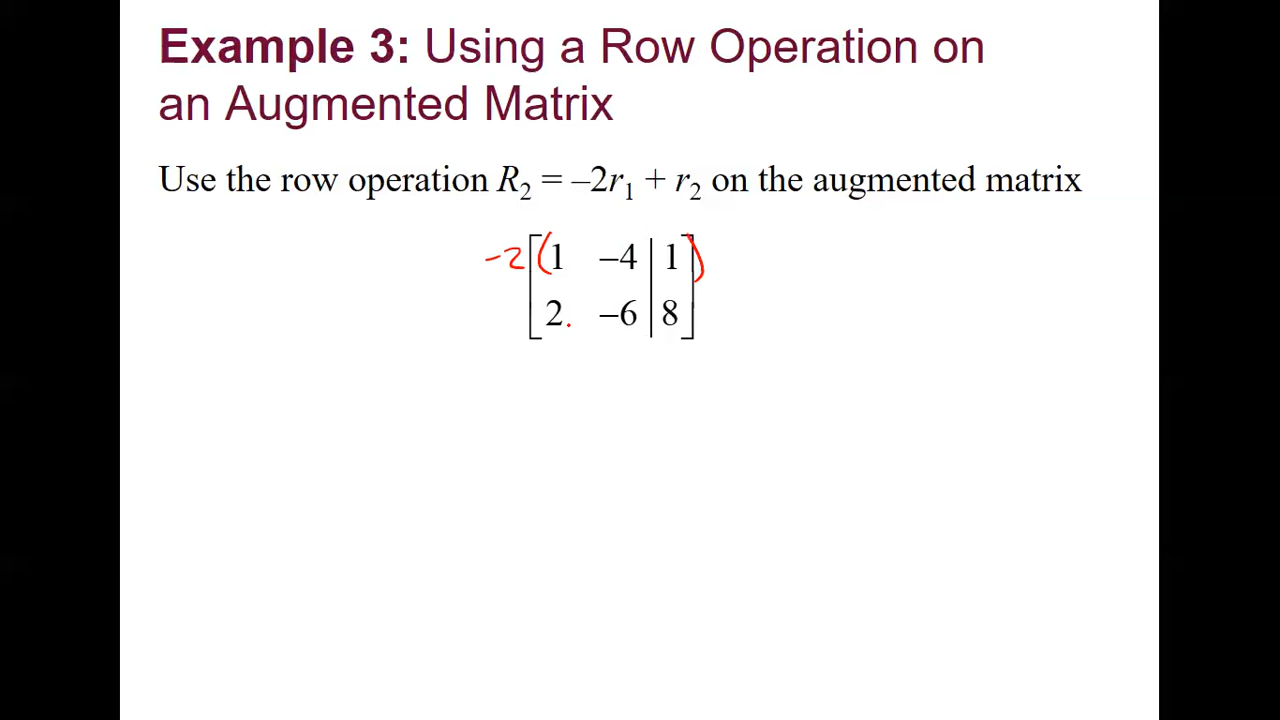 Example 3: Using a Row Operation on
an Augmented Matrix
Use the row operation R₂ = –2r₁ + r₂ on the augmented matrix
-2 [ ( 1 –4 | 1 ) ]
[ 2. –6 | 8 ]